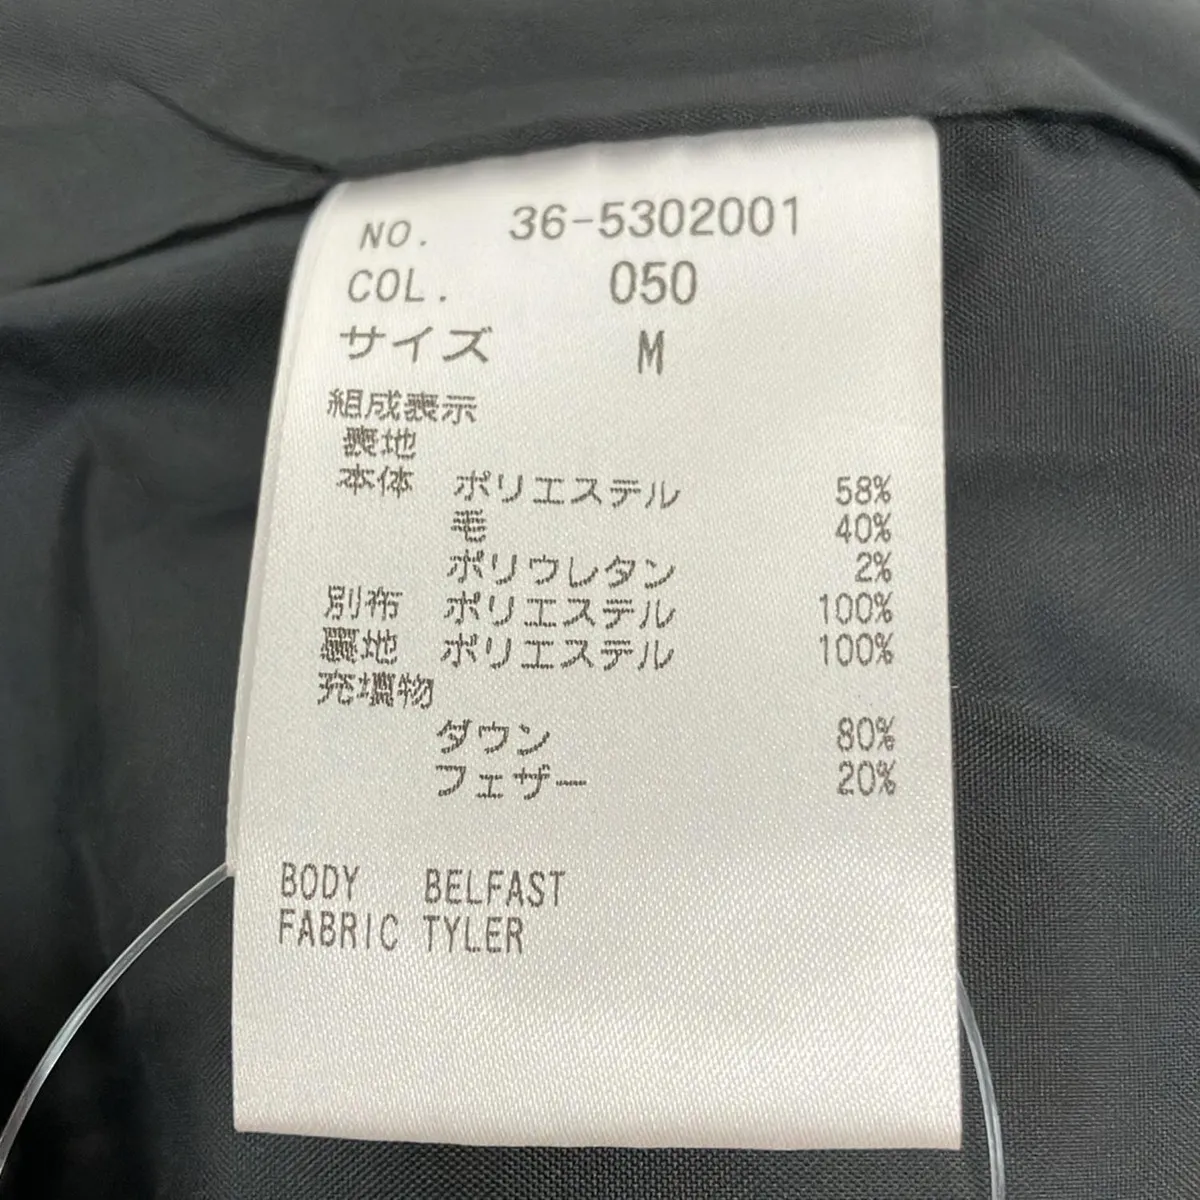 NO. 36-5302001
COL. 050
サイズ M
組成表示
表地
本体 ポリエステル 58%
毛 40%
ポリウレタン 2%
別布 ポリエステル 100%
裏地 ポリエステル 100%
充填物
ダウン 80%
フェザー 20%
BODY BELFAST
FABRIC TYLER